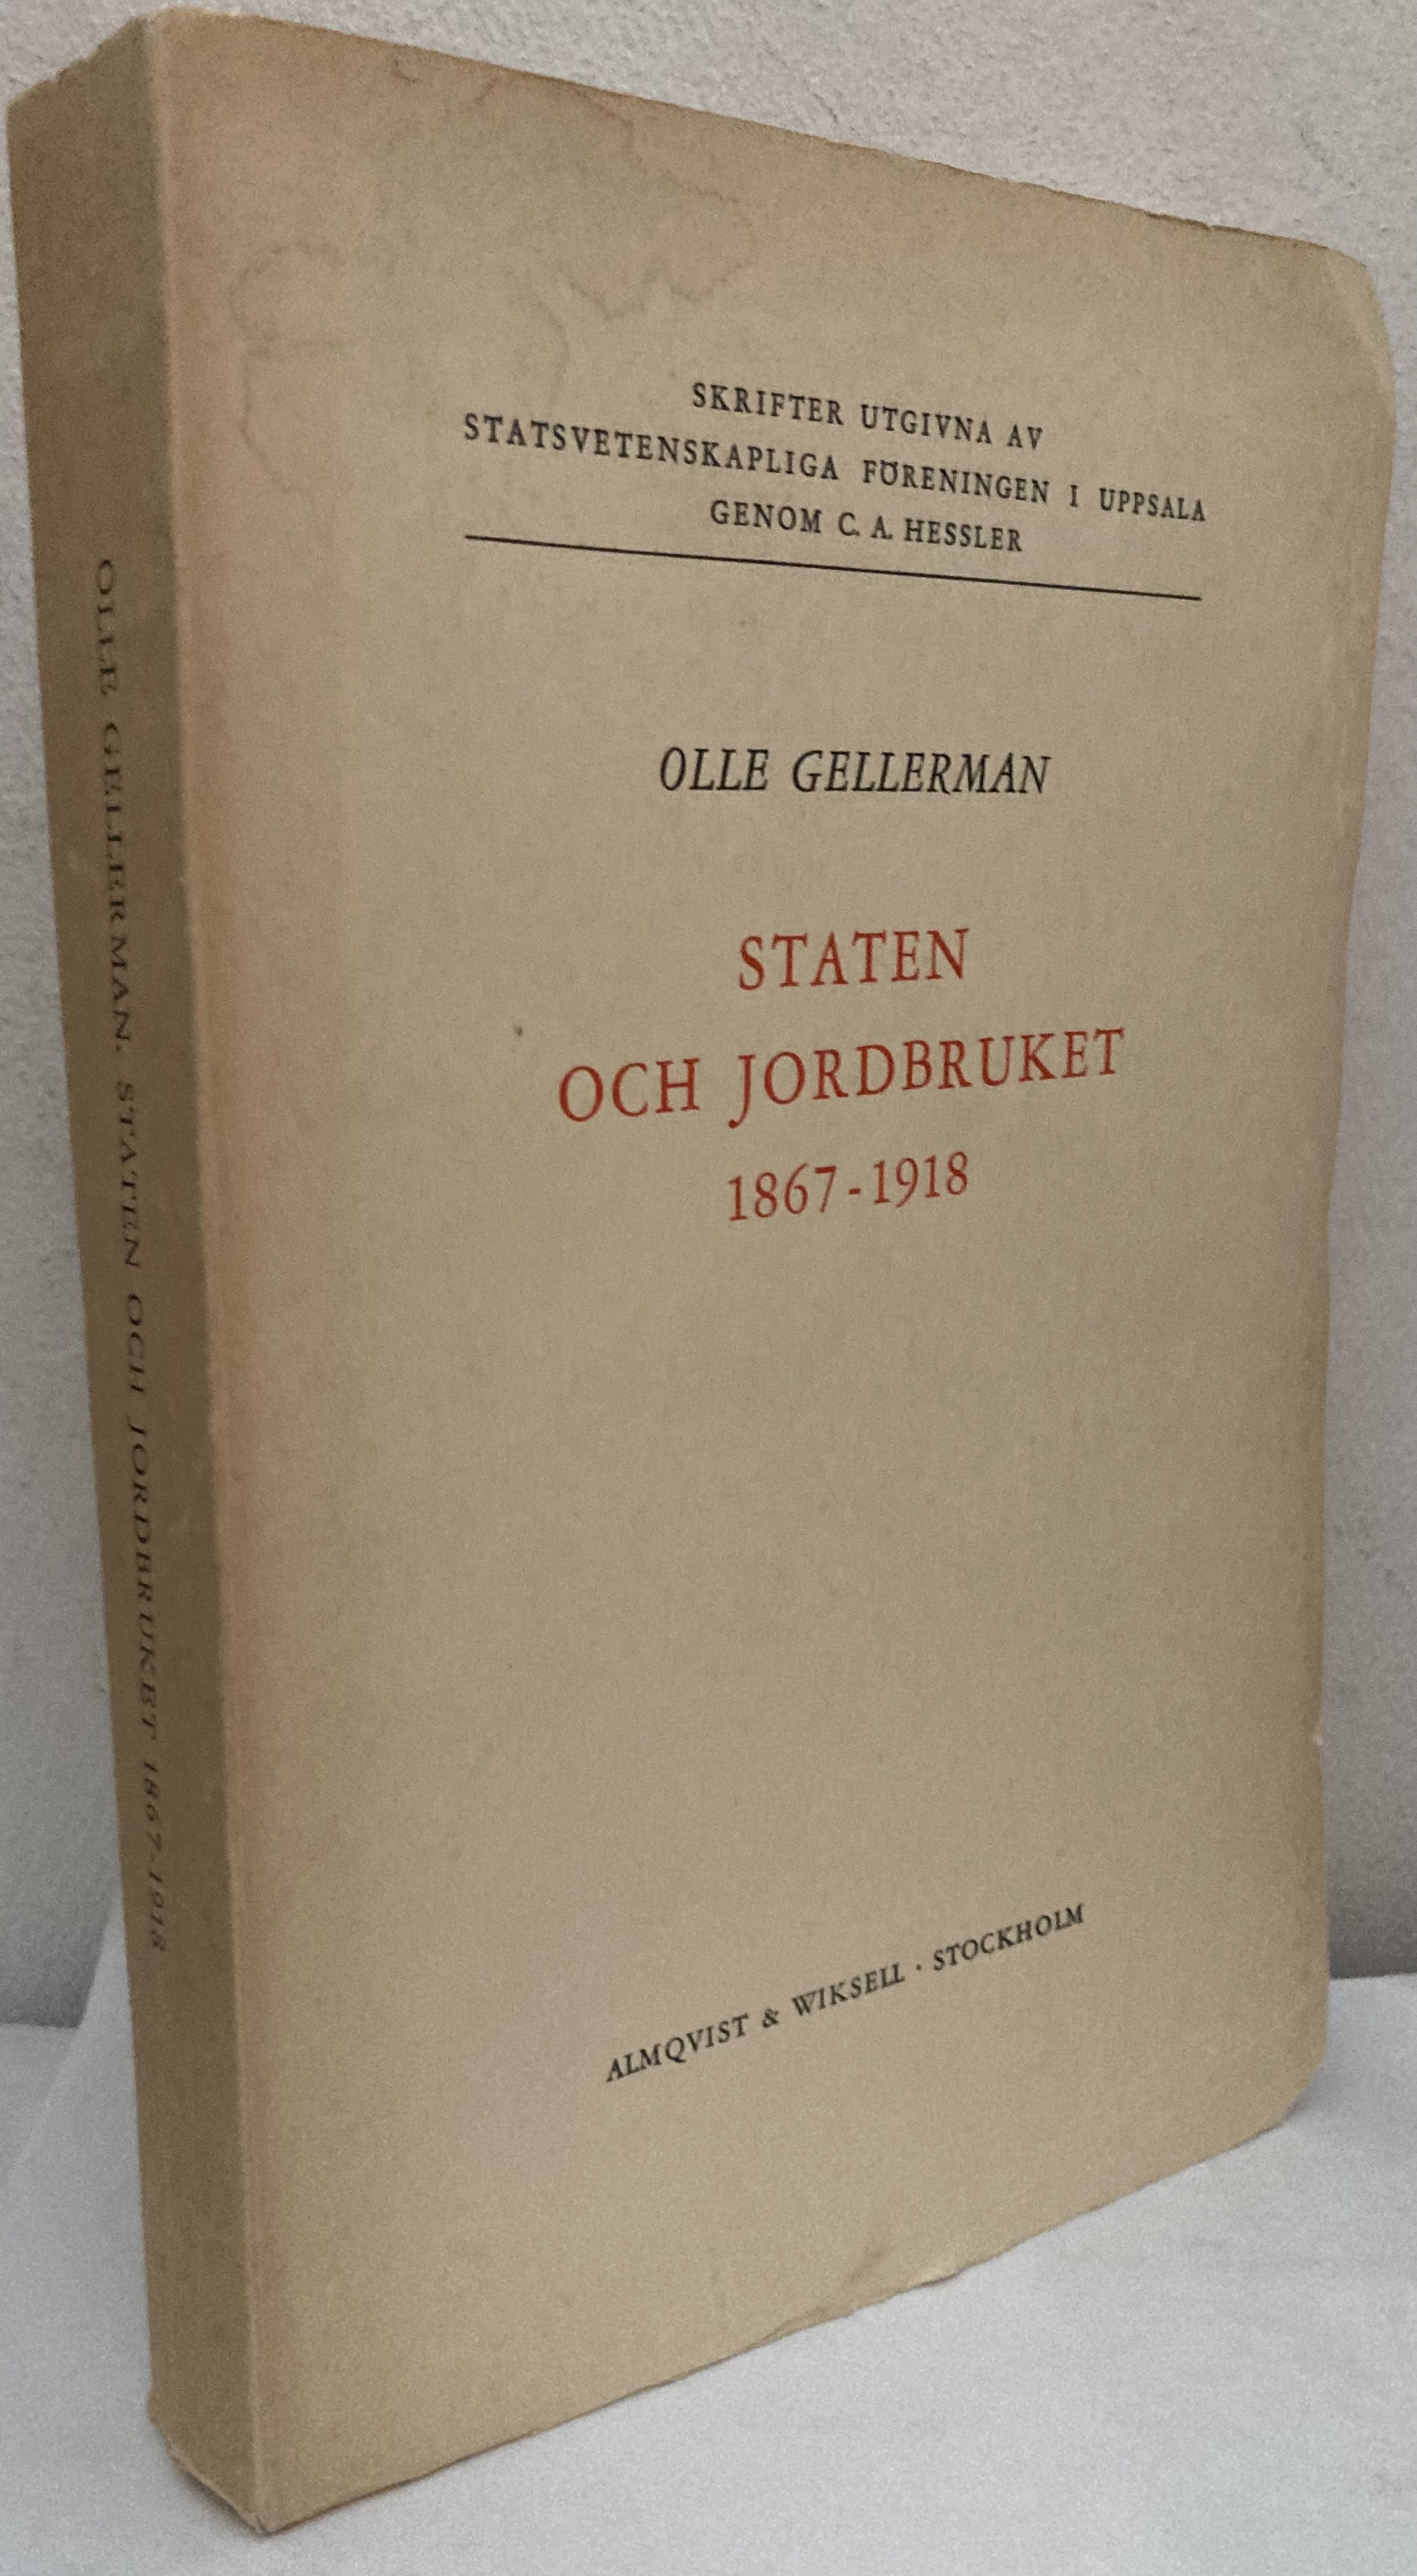 SKRIFTER UTGIVNA AV
STATSVETENSKAPLIGA FÖRENINGEN I UPPSALA
GENOM C. A. HESSLER
OLLE GELLERMAN
STATEN
OCH JORDBRUKET
1867-1918
ALMQVIST & WIKSELL · STOCKHOLM
OLLE GELLERMAN. STATEN OCH JORDBRUKET 1867-1918